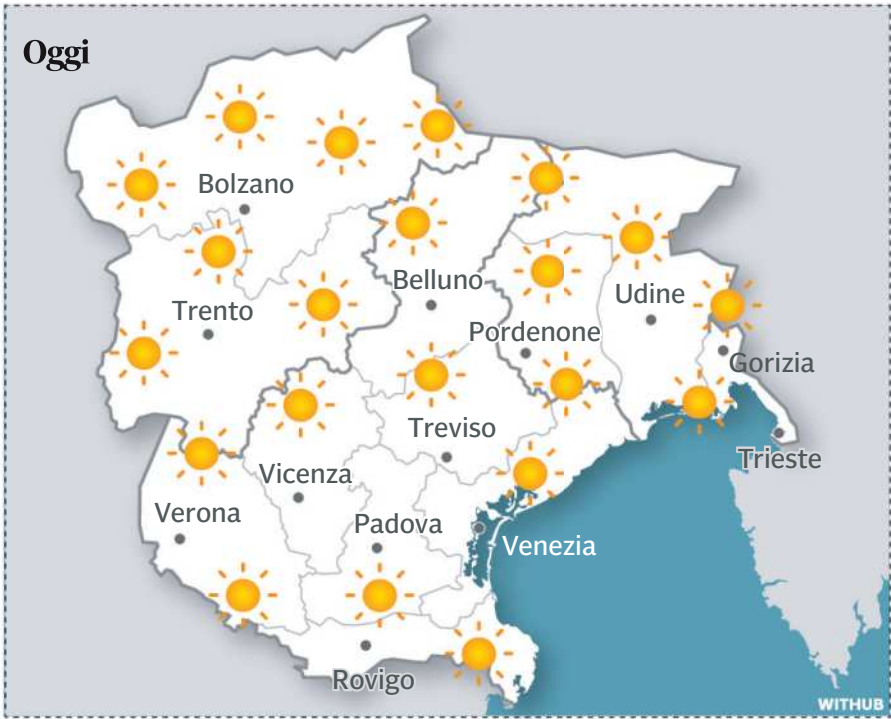 Oggi
Bolzano
Belluno
Trento
Udine
Pordenone
Gorizia
Treviso
Trieste
Vicenza
Verona
Padova
Venezia
Rovigo
WITHUB